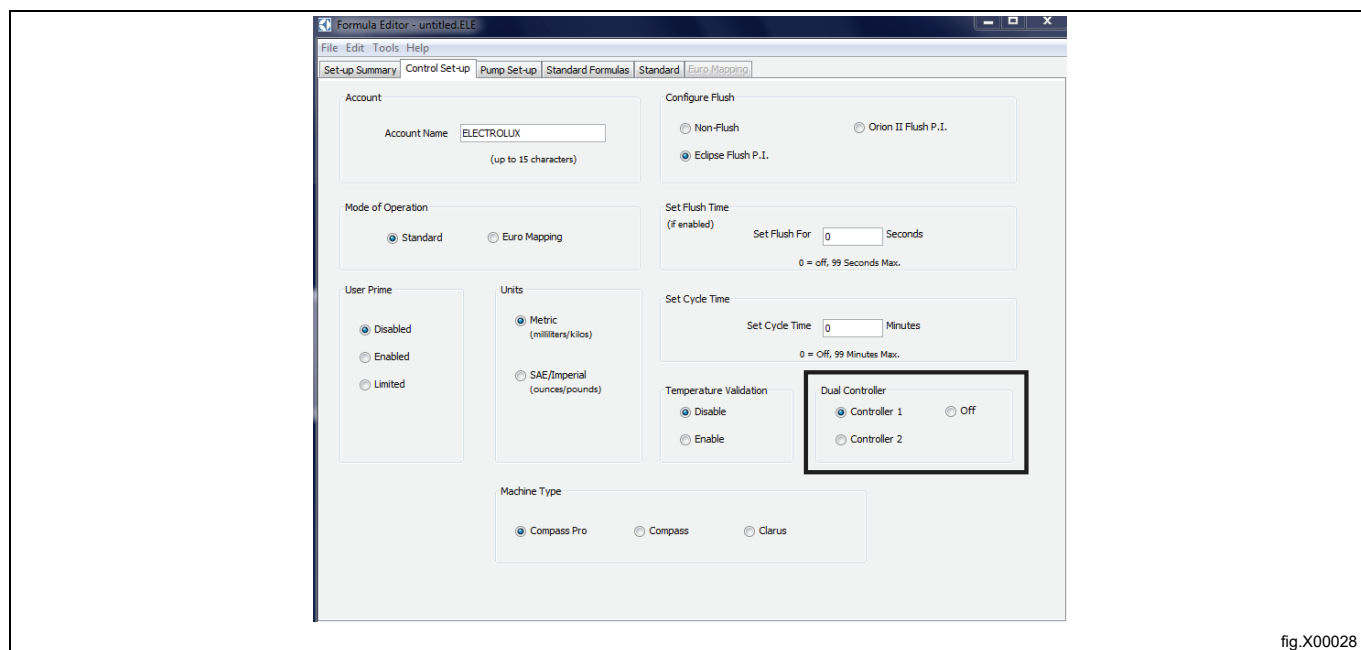 Formula Editor - untitled.ELE
File Edit Tools Help
Set-up Summary Control Set-up Pump Set-up Standard Formulas Standard Euro Mapping
Account
Account Name ELECTROLUX
(up to 15 characters)
Configure Flush
Non-Flush Orion II Flush P.I.
Eclipse Flush P.I.
Mode of Operation
Standard Euro Mapping
Set Flush Time
(if enabled)
Set Flush For 0 Seconds
0 = off, 99 Seconds Max.
User Prime
Disabled
Enabled
Limited
Units
Metric
(milliliters/kilos)
SAE/Imperial
(ounces/pounds)
Set Cycle Time
Set Cycle Time 0 Minutes
0 = Off, 99 Minutes Max.
Temperature Validation
Disable
Enable
Dual Controller
Controller 1 Off
Controller 2
Machine Type
Compass Pro Compass Clarus
fig.X00028